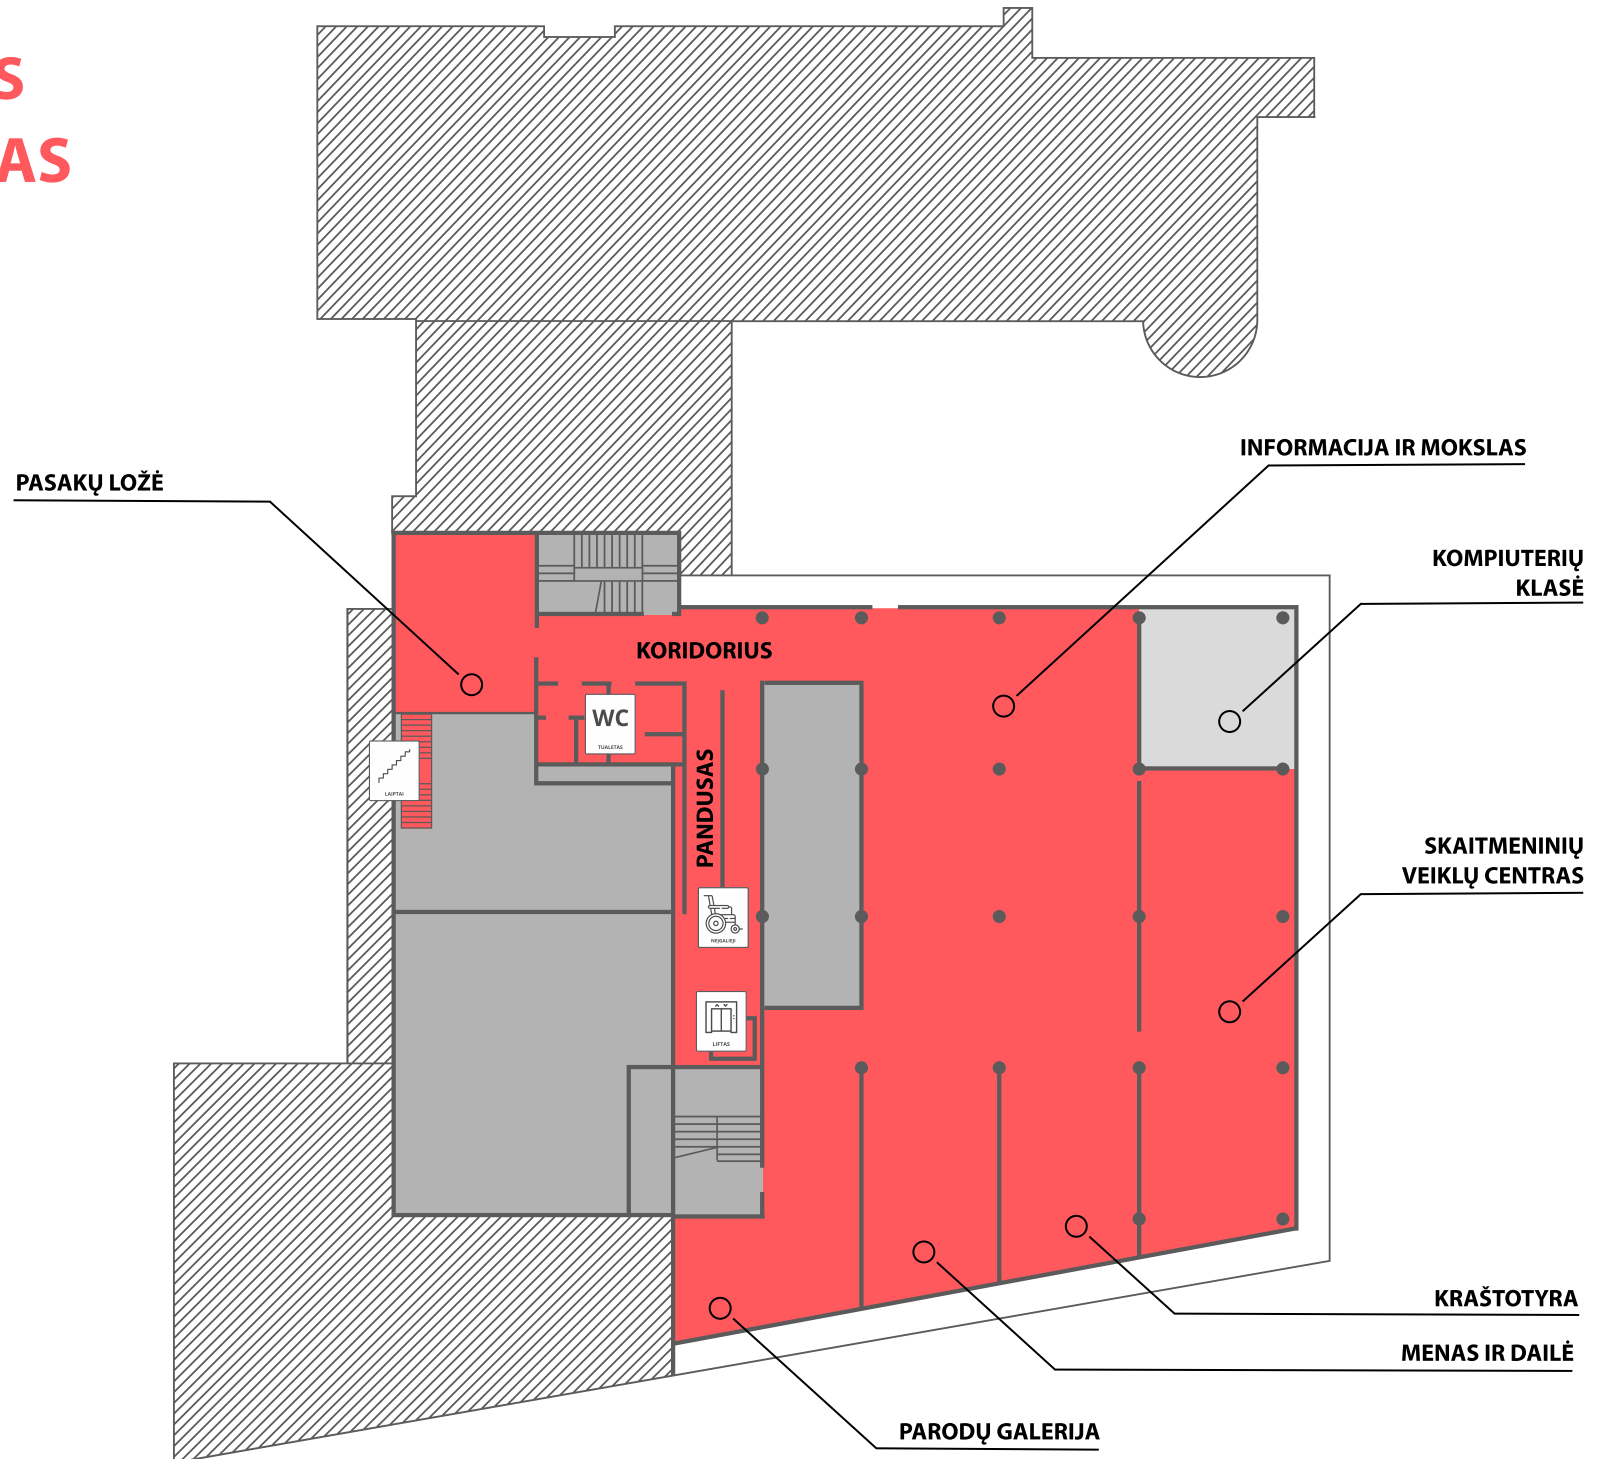 S
AS
INFORMACIJA IR MOKSLAS
PASAKŲ LOŽĖ
KOMPIUTERIŲ
KLASĖ
KORIDORIUS
WC
TUALETAS
PANDUSAS
LAIPTAI
SKAITMENINIŲ
VEIKLŲ CENTRAS
NEĮGALIEJI
LIFTAS
KRAŠTOTYRA
MENAS IR DAILĖ
PARODŲ GALERIJA